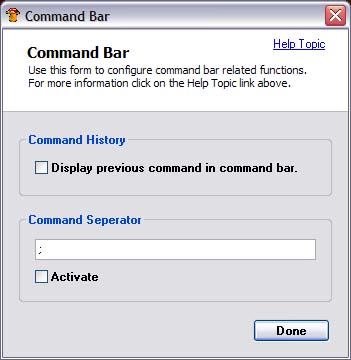 Command Bar
Help Topic
Command Bar
Use this form to configure command bar related functions.
For more information click on the Help Topic link above.
Command History
Display previous command in command bar.
Command Seperator
;
Activate
Done